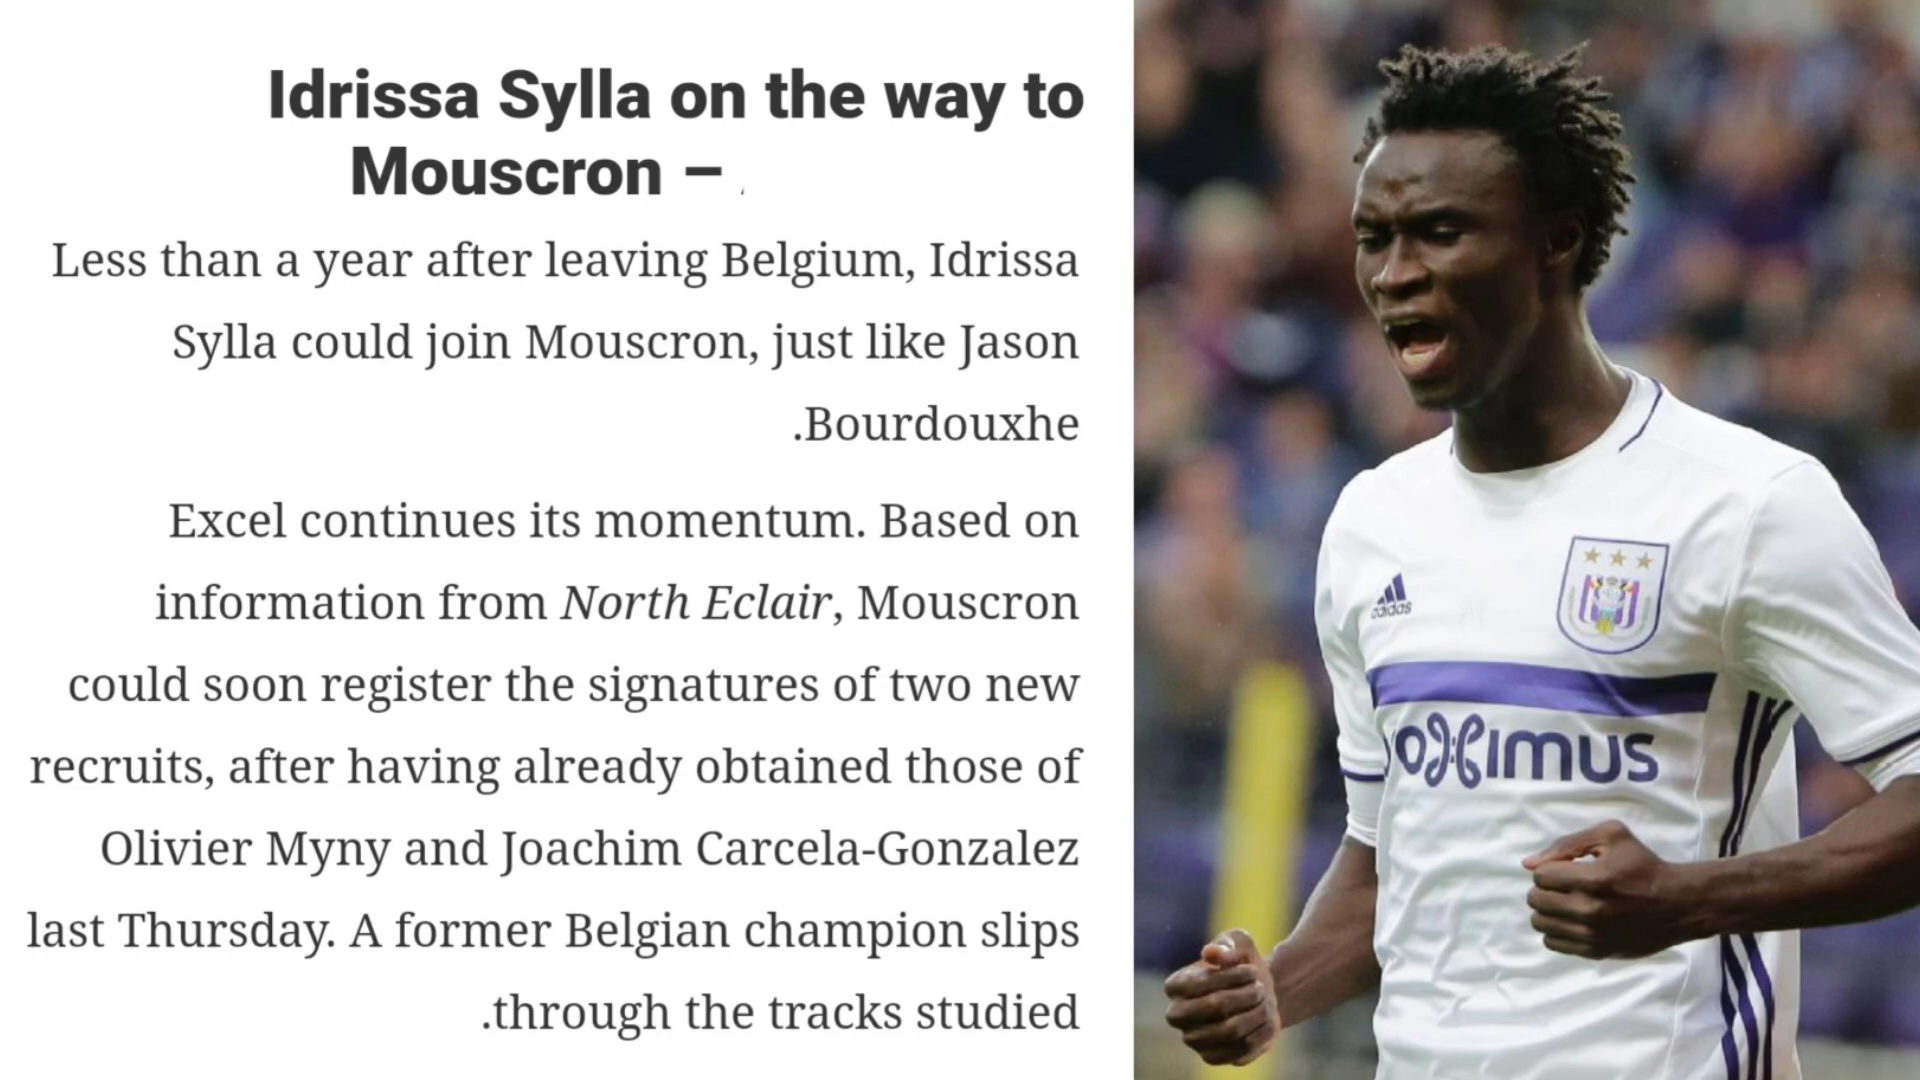 Idrissa Sylla on the way to
Mouscron –
Less than a year after leaving Belgium, Idrissa
Sylla could join Mouscron, just like Jason
.Bourdouxhe
Excel continues its momentum. Based on
information from North Eclair, Mouscron
could soon register the signatures of two new
recruits, after having already obtained those of
Olivier Myny and Joachim Carcela-Gonzalez
last Thursday. A former Belgian champion slips
.through the tracks studied
adidas
proximus